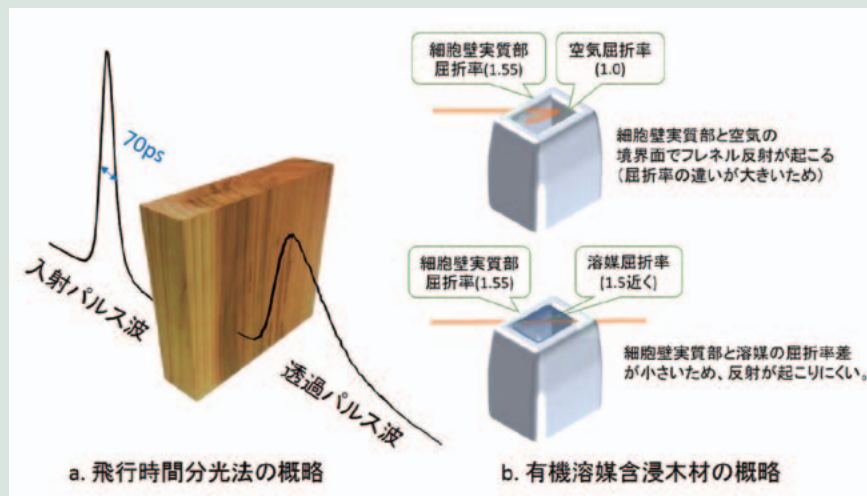 70ps
入射パルス波
透過パルス波
a. 飛行時間分光法の概略
細胞壁実質部
屈折率(1.55)
空気屈折率
(1.0)
細胞壁実質部と空気の
境界面でフレネル反射が起こる
(屈折率の違いが大きいため)
細胞壁実質部
屈折率(1.55)
溶媒屈折率
(1.5近く)
細胞壁実質部と溶媒の屈折率差
が小さいため、反射が起こりにくい。
b. 有機溶媒含浸木材の概略